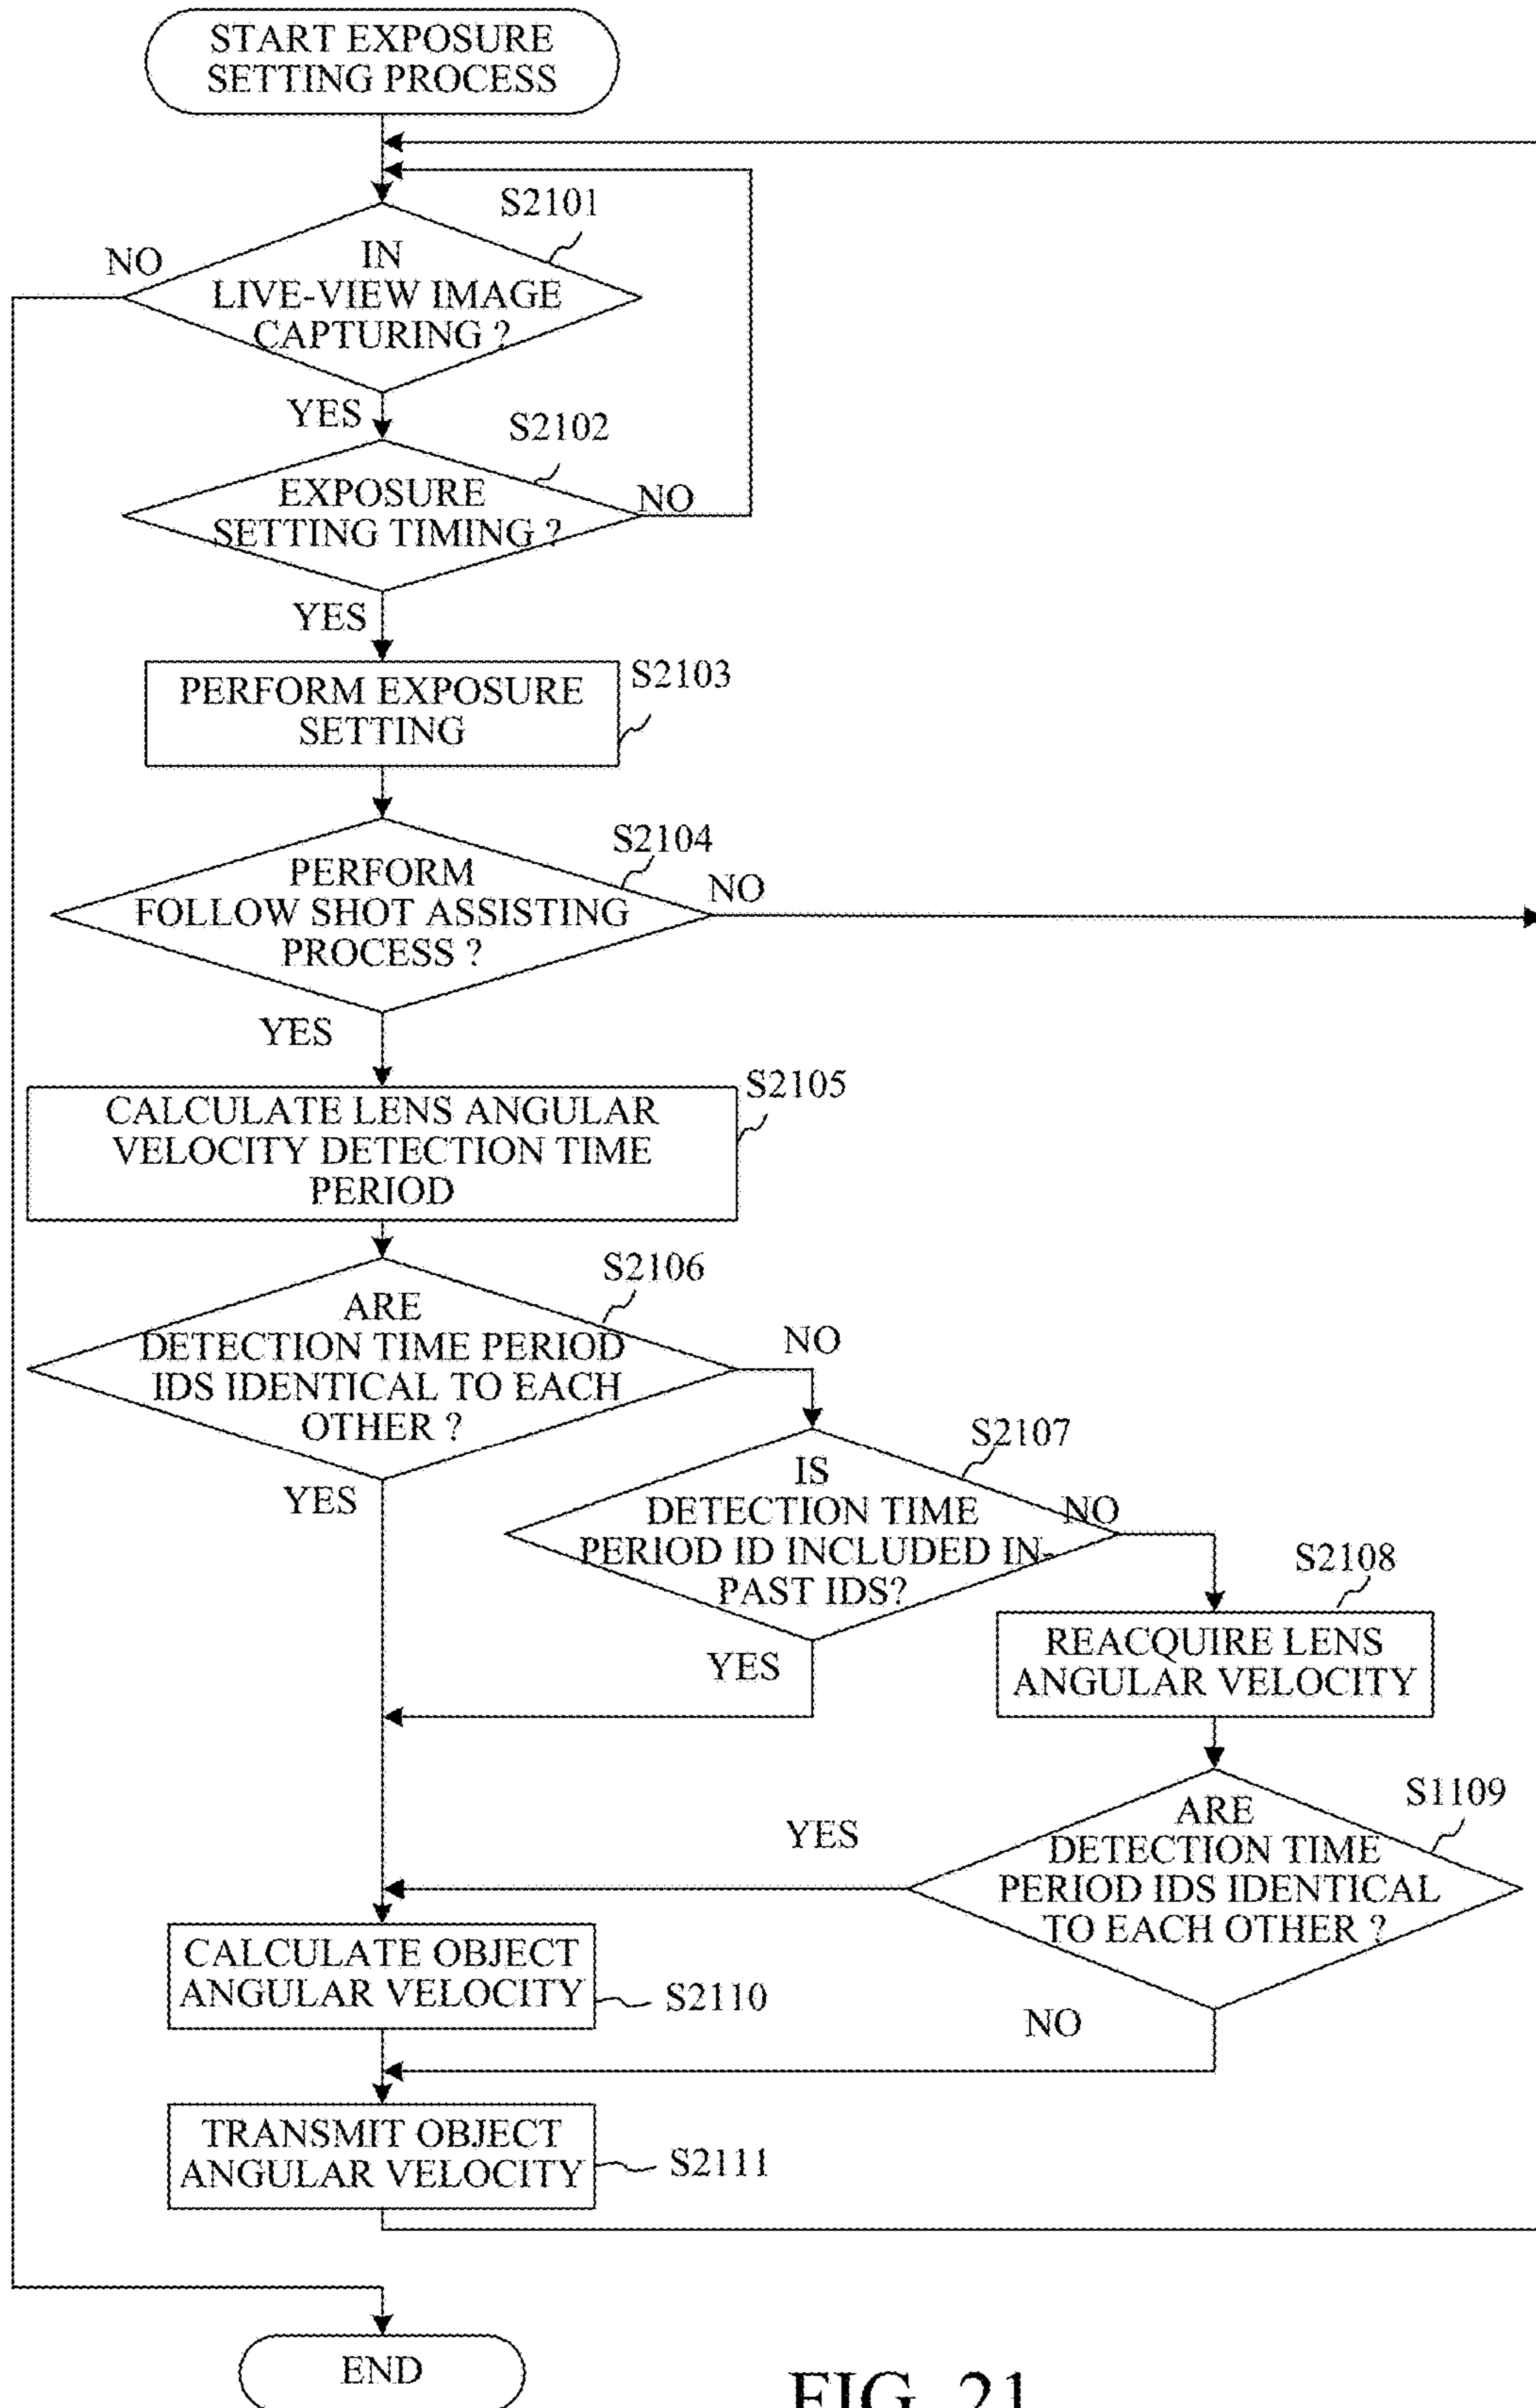 START EXPOSURE
SETTING PROCESS
S2101
NO
IN
LIVE-VIEW IMAGE
CAPTURING ?
YES
S2102
EXPOSURE
SETTING TIMING ?
NO
YES
PERFORM EXPOSURE
SETTING
S2103
S2104
PERFORM
FOLLOW SHOT ASSISTING
PROCESS ?
NO
YES
S2105
CALCULATE LENS ANGULAR
VELOCITY DETECTION TIME
PERIOD
S2106
ARE
DETECTION TIME PERIOD
IDS IDENTICAL TO EACH
OTHER ?
NO
YES
S2107
IS
DETECTION TIME
PERIOD ID INCLUDED IN-
PAST IDS?
NO
YES
S2108
REACQUIRE LENS
ANGULAR VELOCITY
S1109
ARE
DETECTION TIME
PERIOD IDS IDENTICAL
TO EACH OTHER ?
YES
NO
CALCULATE OBJECT
ANGULAR VELOCITY
S2110
TRANSMIT OBJECT
ANGULAR VELOCITY
S2111
END
FIG. 21